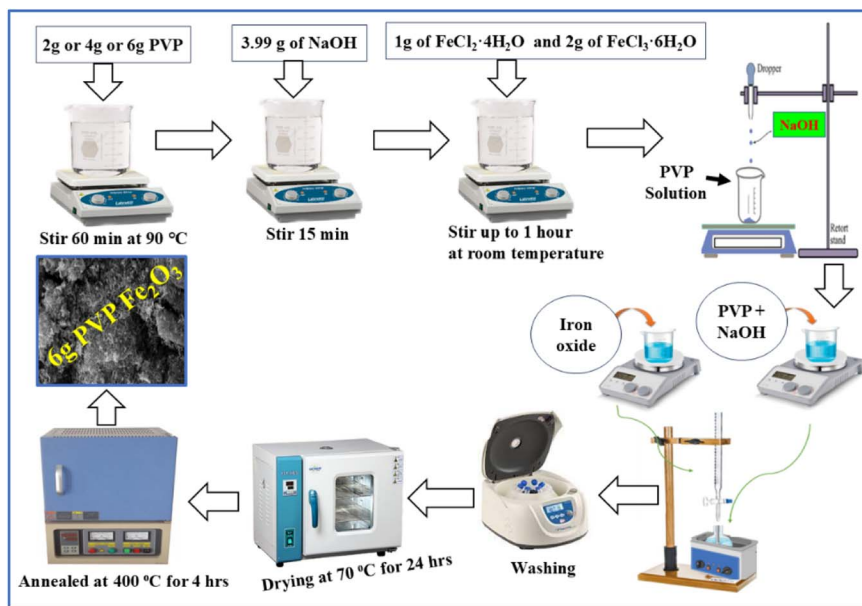 2g or 4g or 6g PVP
3.99 g of NaOH
1g of FeCl₂·4H₂O and 2g of FeCl₃·6H₂O
Dropper
NaOH
PVP
Solution
Retort
stand
Stir 60 min at 90 °C
Stir 15 min
Stir up to 1 hour
at room temperature
6g PVP Fe₂O₃
Iron
oxide
PVP +
NaOH
Annealed at 400 ⁰C for 4 hrs
Drying at 70 ⁰C for 24 hrs
Washing